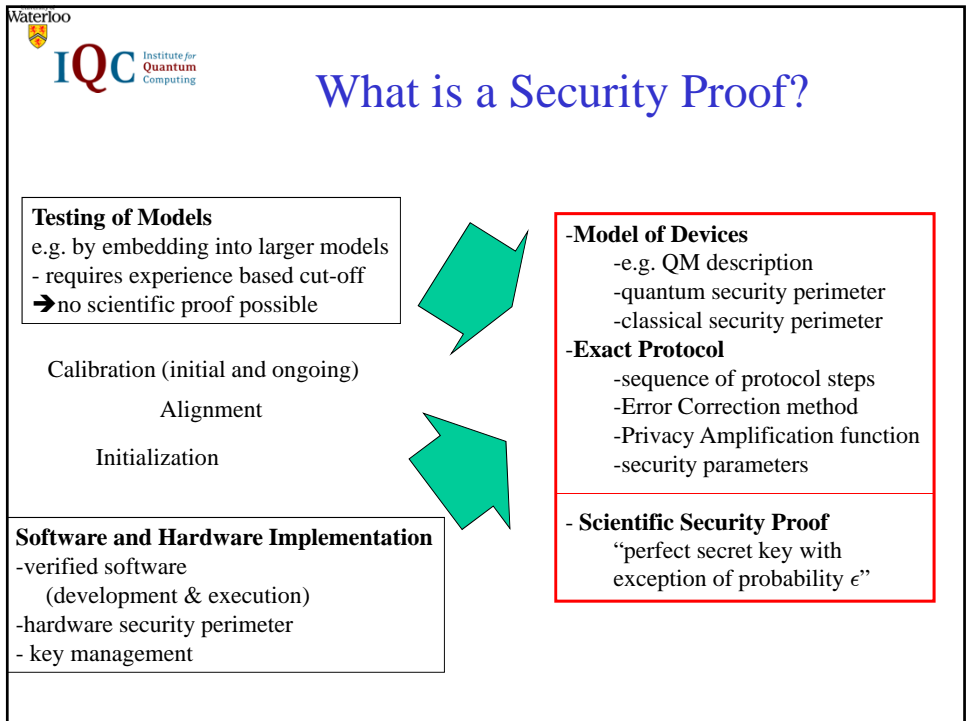 Waterloo
IQC Institute for
Quantum
Computing
What is a Security Proof?
Testing of Models
e.g. by embedding into larger models
- requires experience based cut-off
➔no scientific proof possible
Calibration (initial and ongoing)
Alignment
Initialization
Software and Hardware Implementation
-verified software
(development & execution)
-hardware security perimeter
- key management
-Model of Devices
-e.g. QM description
-quantum security perimeter
-classical security perimeter
-Exact Protocol
-sequence of protocol steps
-Error Correction method
-Privacy Amplification function
-security parameters
- Scientific Security Proof
“perfect secret key with
exception of probability ϵ”